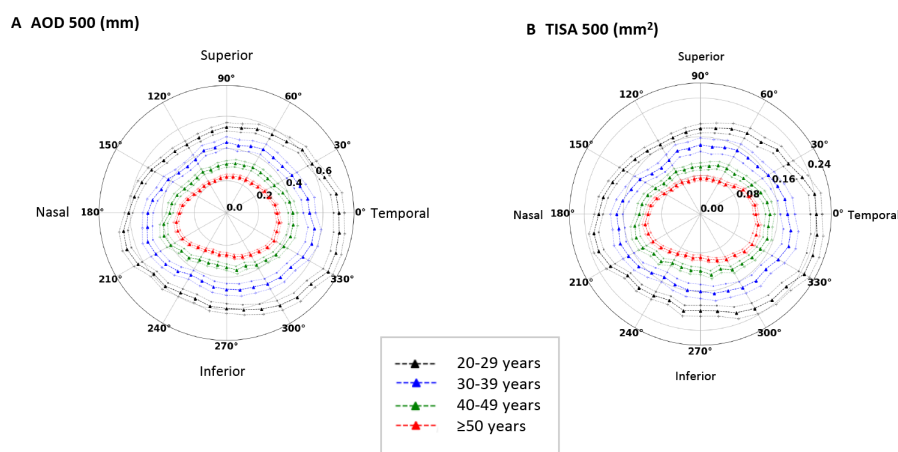 A AOD 500 (mm)
Superior
90°
120°
60°
150°
30°
0.6
0.4
0.2
0.0
Nasal
180°
0°
Temporal
210°
330°
240°
300°
270°
Inferior
B TISA 500 (mm²)
Superior
90°
120°
60°
150°
30°
0.24
0.16
0.08
0.00
Nasal
180°
0°
Temporal
210°
330°
240°
300°
270°
Inferior
20-29 years
30-39 years
40-49 years
≥50 years